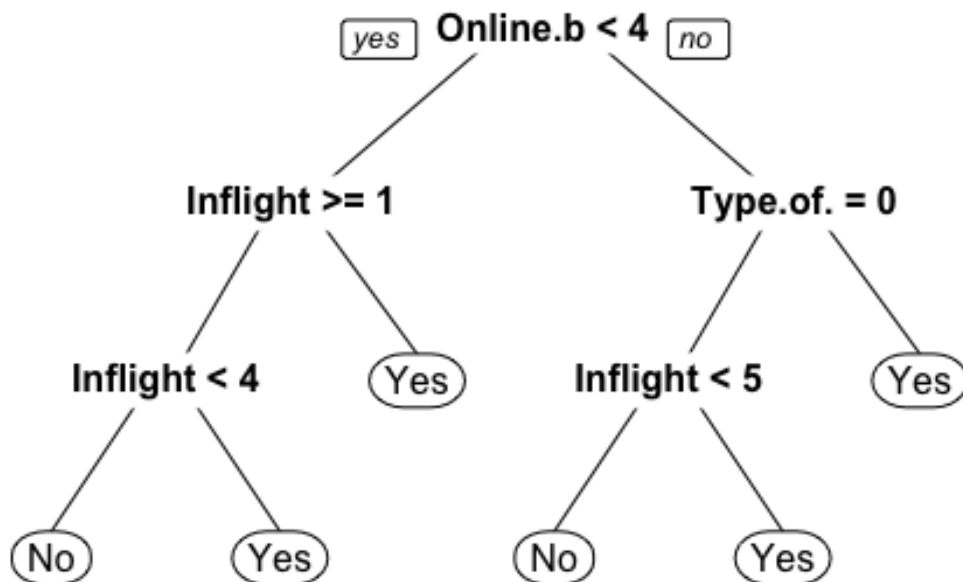 yes Online.b < 4 no
Inflight >= 1 Type.of. = 0
Inflight < 4 Yes Inflight < 5 Yes
No Yes No Yes